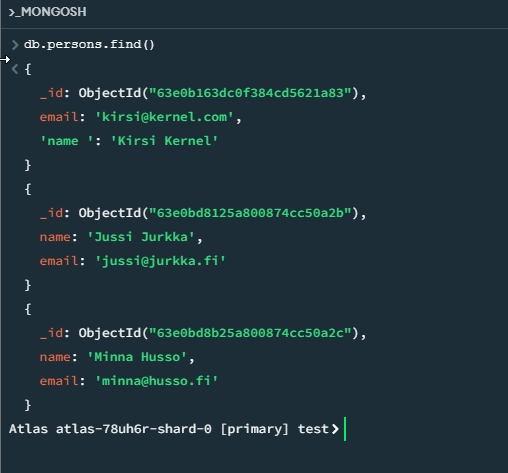 >_MONGOSH
> db.persons.find()
< {
_id: ObjectId("63e0b163dc0f384cd5621a83"),
email: 'kirsi@kernel.com',
'name ': 'Kirsi Kernel'
}
{
_id: ObjectId("63e0bd8125a800874cc50a2b"),
name: 'Jussi Jurkka',
email: 'jussi@jurkka.fi'
}
{
_id: ObjectId("63e0bd8b25a800874cc50a2c"),
name: 'Minna Husso',
email: 'minna@husso.fi'
}
Atlas atlas-78uh6r-shard-0 [primary] test>